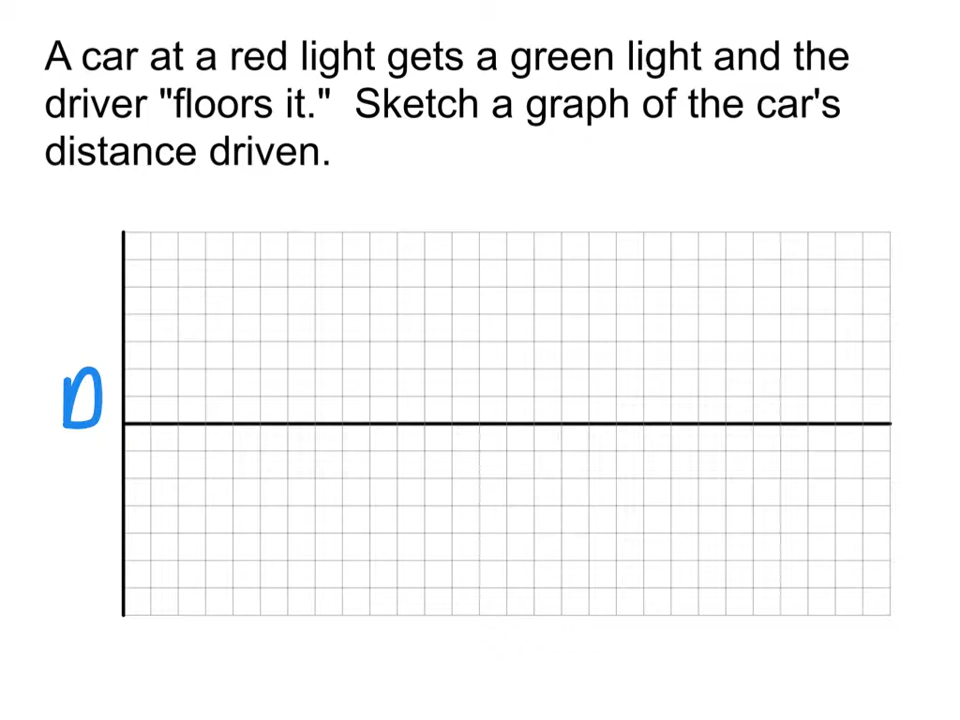 A car at a red light gets a green light and the
driver "floors it."  Sketch a graph of the car's
distance driven.
D